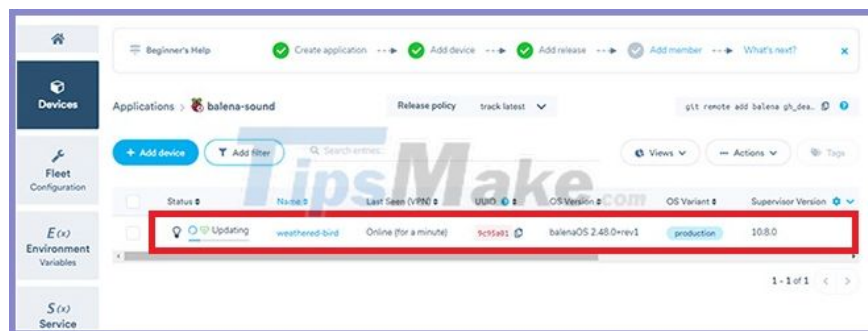 Beginner's Help Create application Add device Add release Add member What's next?
Devices
Applications > balena-sound Release policy track latest git remote add balena gh_dea…
+ Add device Add filter Search entries... Views Actions Tags
Fleet
Configuration
TipsMake.com
Status Name Last Seen (VPN) UUID OS Version OS Variant Supervisor Version
Updating weathered-bird Online (for a minute) 9c95a01 balenaOS 2.48.0+rev1 production 10.8.0
E(x)
Environment
Variables
1 - 1 of 1
S(x)
Service